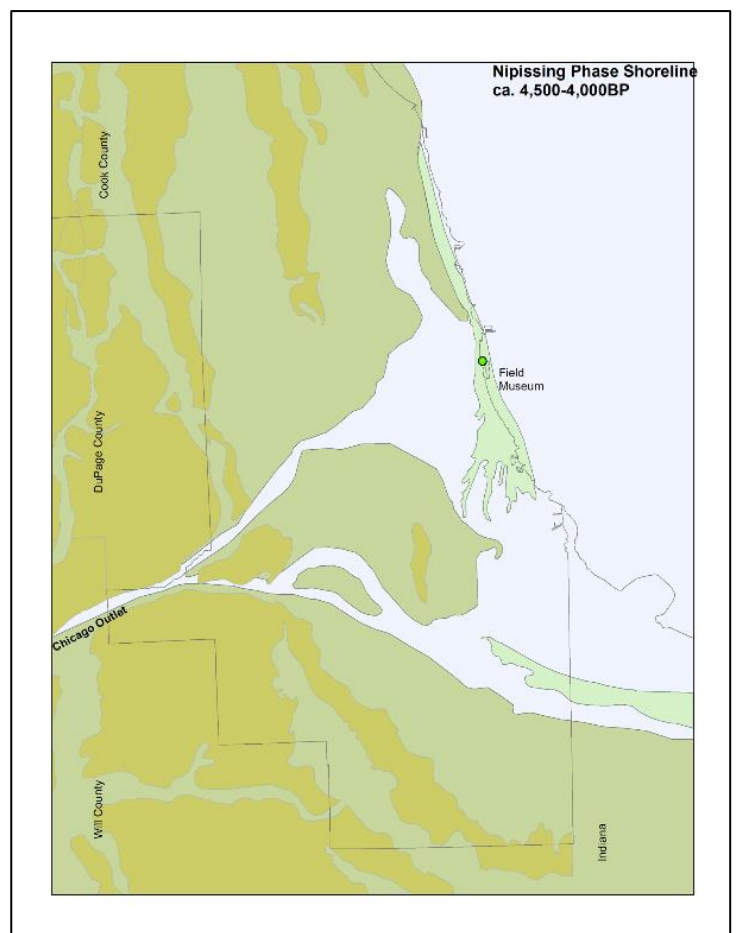 Nipissing Phase Shoreline
ca. 4,500-4,000BP
Cook County
Field
Museum
DuPage County
Chicago Outlet
Will County
Indiana